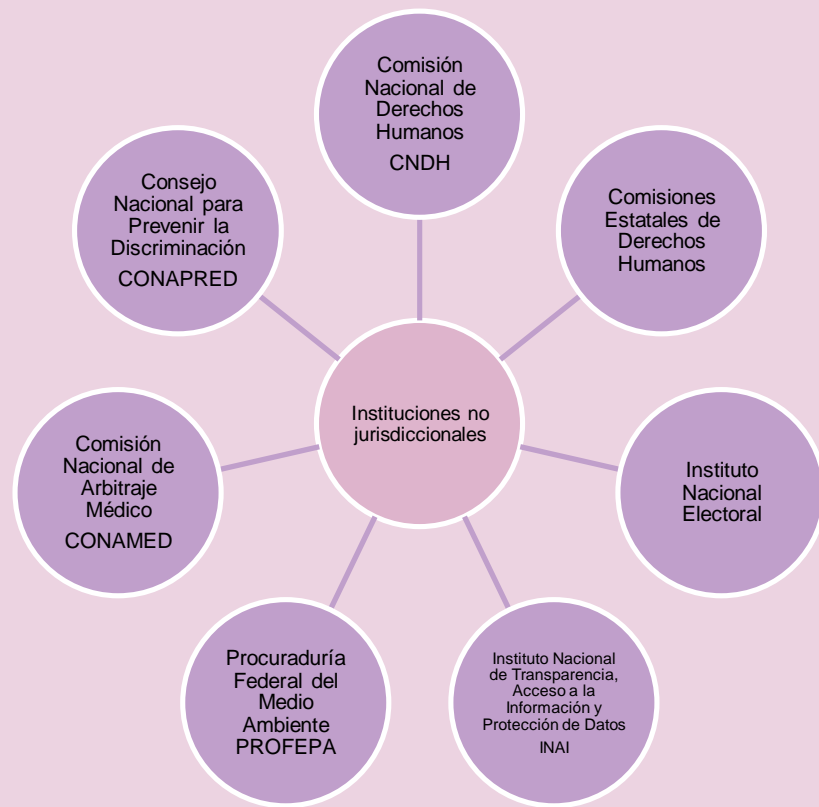 Comisión
Nacional de
Derechos
Humanos
CNDH
Comisiones
Estatales de
Derechos
Humanos
Instituto
Nacional
Electoral
Instituto Nacional
de Transparencia,
Acceso a la
Información y
Protección de Datos
INAI
Procuraduría
Federal del
Medio
Ambiente
PROFEPA
Comisión
Nacional de
Arbitraje
Médico
CONAMED
Consejo
Nacional para
Prevenir la
Discriminación
CONAPRED
Instituciones no
jurisdiccionales